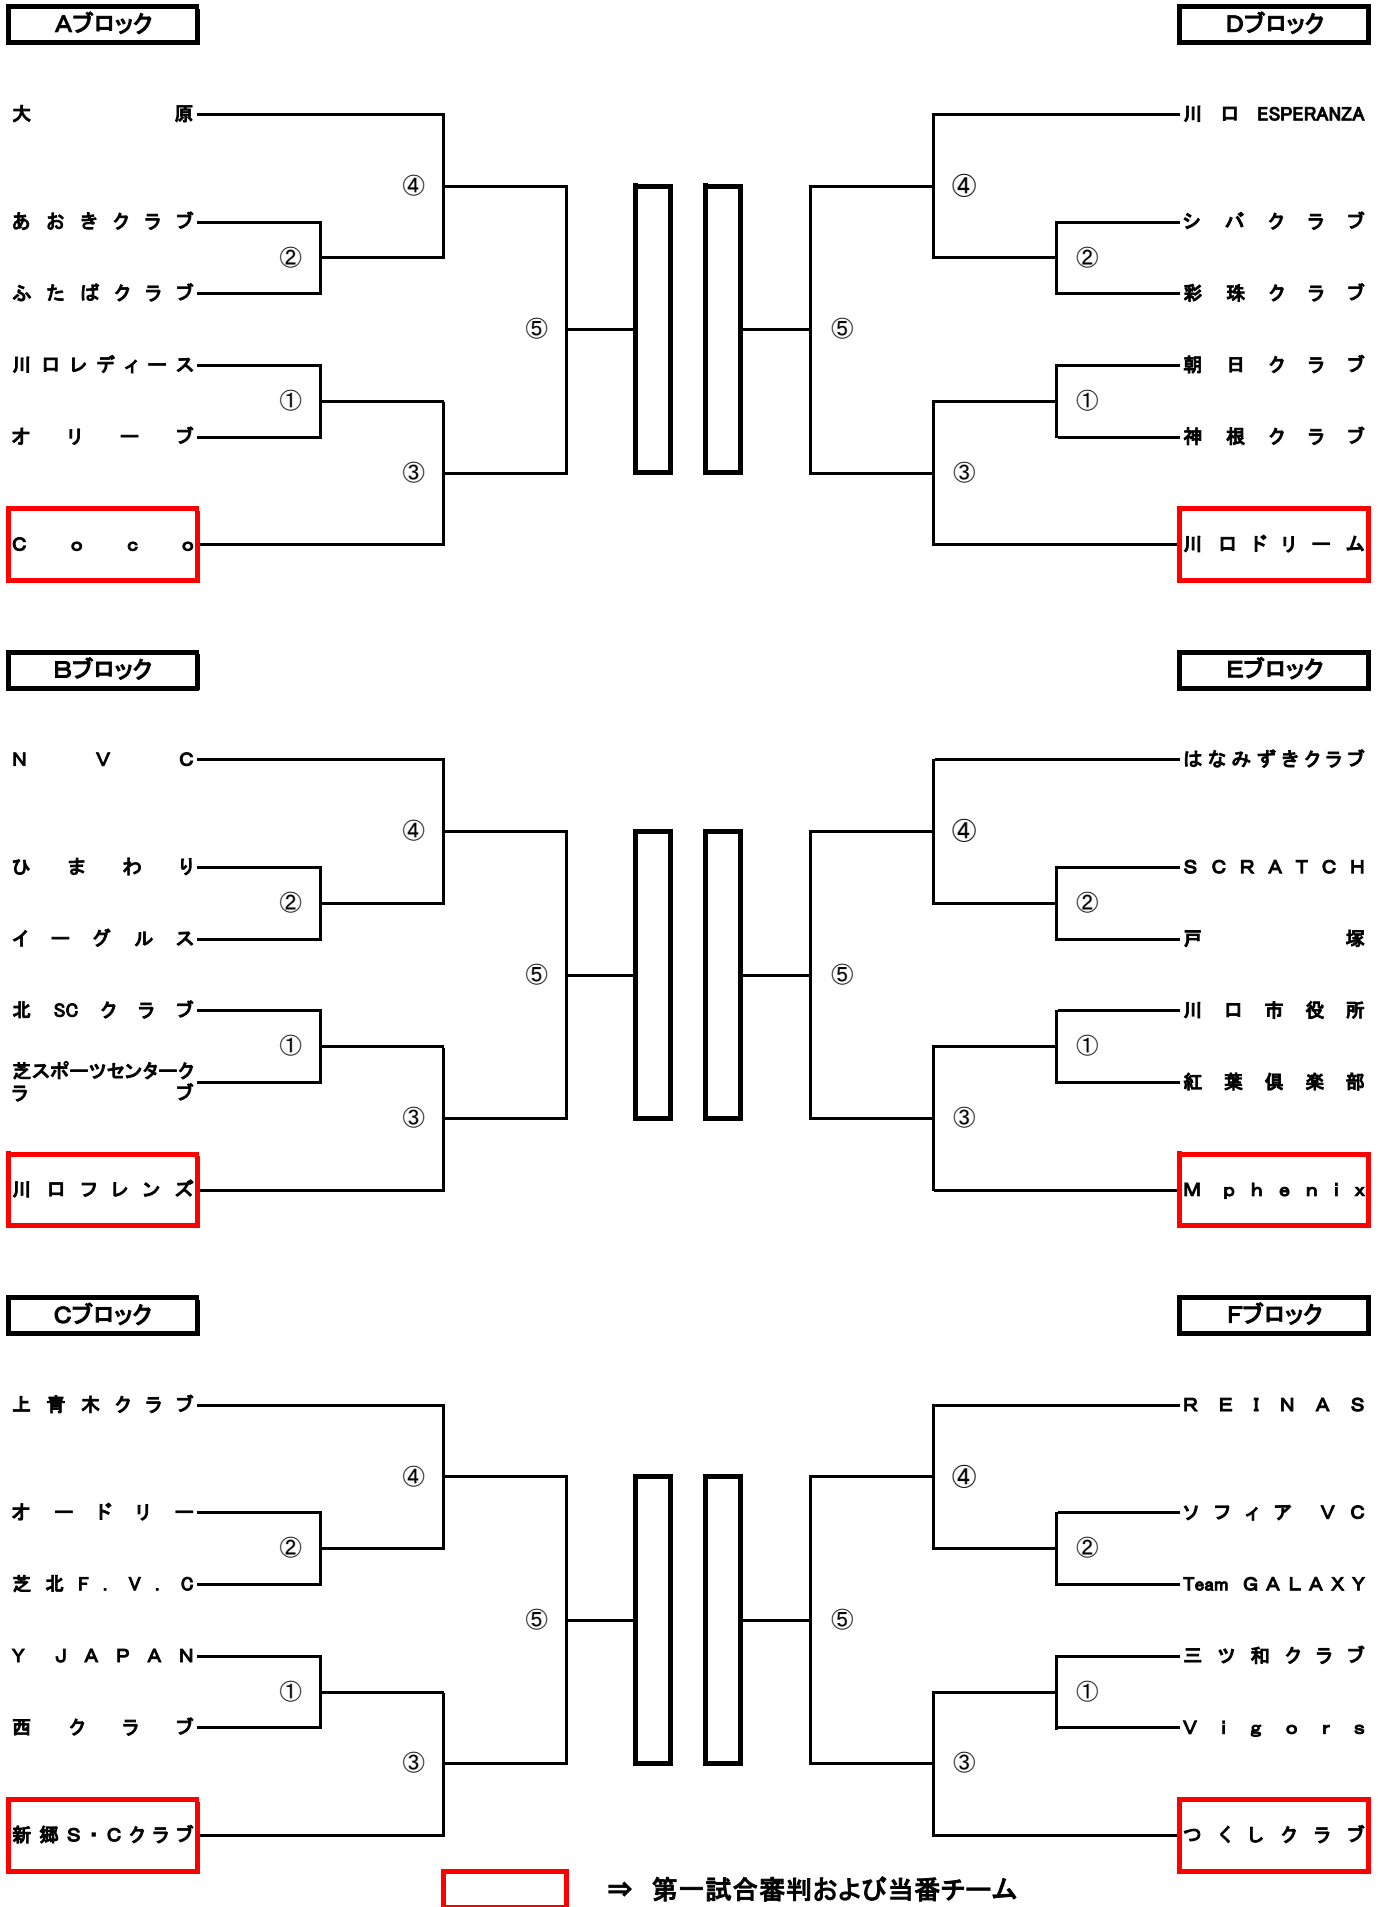 Aブロック
大原
④
あおきクラブ
②
ふたばクラブ
⑤
川口レディース
①
オリーブ
③
Coco
Dブロック
川口 ESPERANZA
④
シバクラブ
②
彩珠クラブ
⑤
朝日クラブ
①
神根クラブ
③
川口ドリーム
Bブロック
NVC
④
ひまわり
②
イーグルス
⑤
北 SC クラブ
①
芝スポーツセンターク
ラブ
③
川口フレンズ
Eブロック
はなみずきクラブ
④
SCRATCH
②
戸塚
⑤
川口市役所
①
紅葉倶楽部
③
Mphenix
Cブロック
上青木クラブ
④
オードリー
②
芝北F.V.C
⑤
YJAPAN
①
西クラブ
③
新郷S・Cクラブ
Fブロック
REINAS
④
ソフィアVC
②
Team GALAXY
⑤
三ツ和クラブ
①
Vigors
③
つくしクラブ
⇒ 第一試合審判および当番チーム